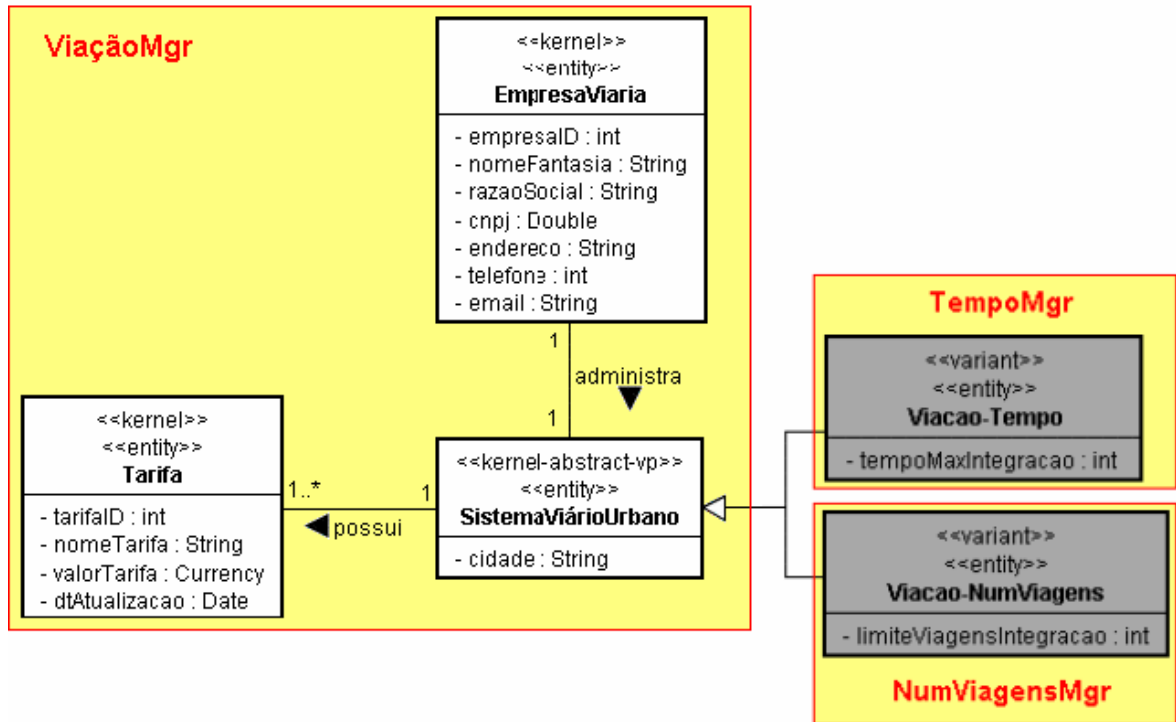 ViaçãoMgr
<<kernel>>
<<entity>>
EmpresaViaria
- empresaID : int
- nomeFantasia : String
- razaoSocial : String
- cnpj : Double
- endereco : String
- telefone : int
- email : String
1
administra
1
<<kernel>>
<<entity>>
Tarifa
- tarifaID : int
- nomeTarifa : String
- valorTarifa : Currency
- dtAtualizacao : Date
1..*
1
possui
<<kernel-abstract-vp>>
<<entity>>
SistemaViárioUrbano
- cidade : String
TempoMgr
<<variant>>
<<entity>>
Viacao-Tempo
- tempoMaxIntegracao : int
<<variant>>
<<entity>>
Viacao-NumViagens
- limiteViagensIntegracao : int
NumViagensMgr